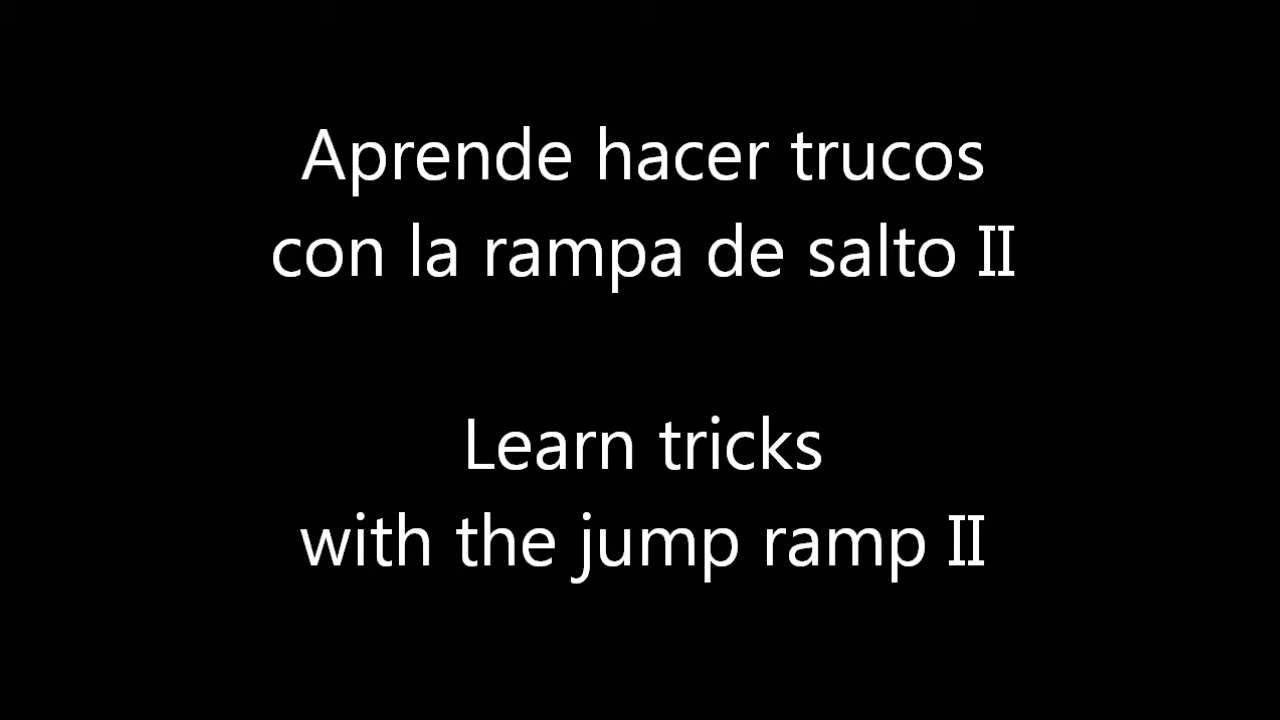 Aprende hacer trucos
con la rampa de salto II
Learn tricks
with the jump ramp II